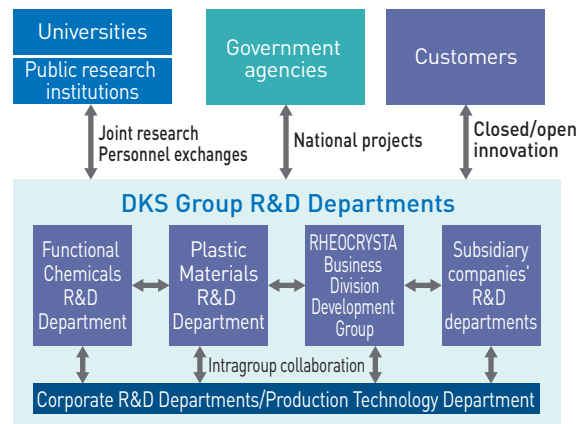 Universities
Public research
institutions
Government
agencies
Customers
Joint research
Personnel exchanges
National projects
Closed/open
innovation
DKS Group R&D Departments
Functional
Chemicals
R&D
Department
Plastic
Materials
R&D
Department
RHEOCRYSTA
Business
Division
Development
Group
Subsidiary
companies'
R&D
departments
Intragroup collaboration
Corporate R&D Departments/Production Technology Department